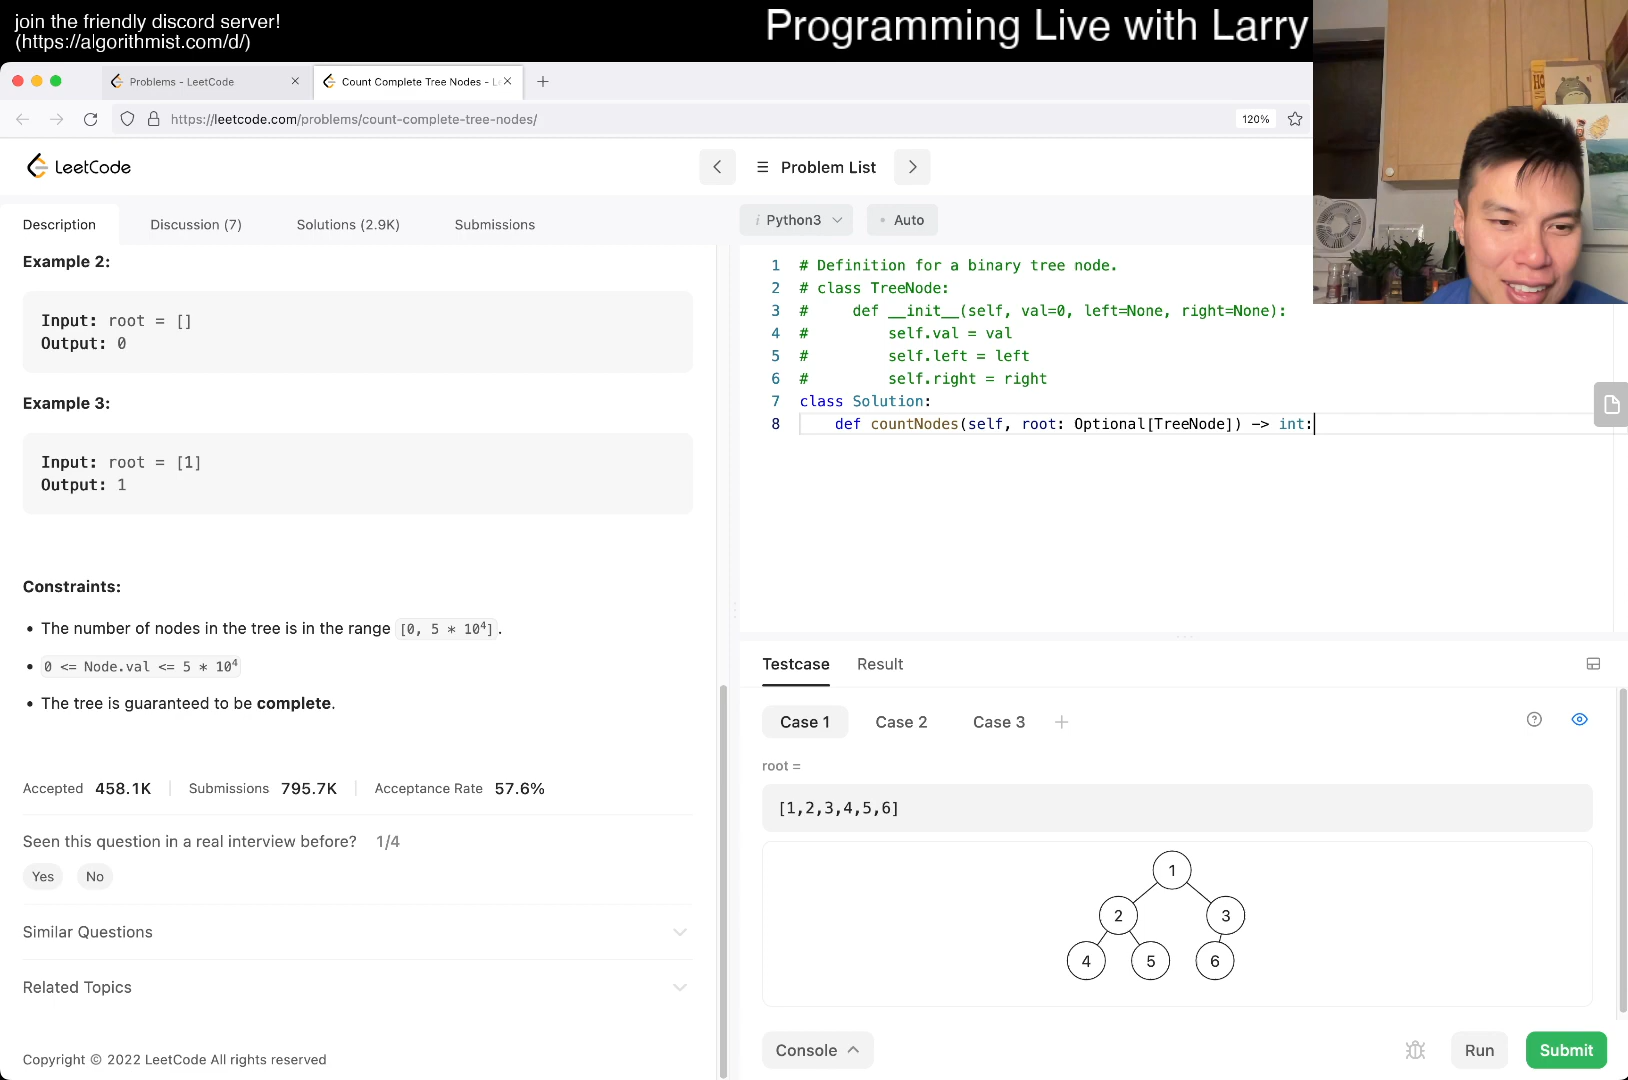 join the friendly discord server!
(https://algorithmist.com/d/)
Programming Live with Larry
Problems - LeetCode
Count Complete Tree Nodes - L
https://leetcode.com/problems/count-complete-tree-nodes/
120%
LeetCode
Problem List
Description
Discussion (7)
Solutions (2.9K)
Submissions
Example 2:
Input: root = []
Output: 0
Example 3:
Input: root = [1]
Output: 1
Constraints:
• The number of nodes in the tree is in the range [0, 5 * 10⁴].
• 0 <= Node.val <= 5 * 10⁴
• The tree is guaranteed to be complete.
Accepted 458.1K
Submissions 795.7K
Acceptance Rate 57.6%
Seen this question in a real interview before? 1/4
Yes
No
Similar Questions
Related Topics
Copyright © 2022 LeetCode All rights reserved
i Python3
• Auto
1 # Definition for a binary tree node.
2 # class TreeNode:
3 #     def __init__(self, val=0, left=None, right=None):
4 #         self.val = val
5 #         self.left = left
6 #         self.right = right
7 class Solution:
8     def countNodes(self, root: Optional[TreeNode]) -> int:
Testcase
Result
Case 1
Case 2
Case 3
root =
[1,2,3,4,5,6]
1
2
3
4
5
6
Console
Run
Submit